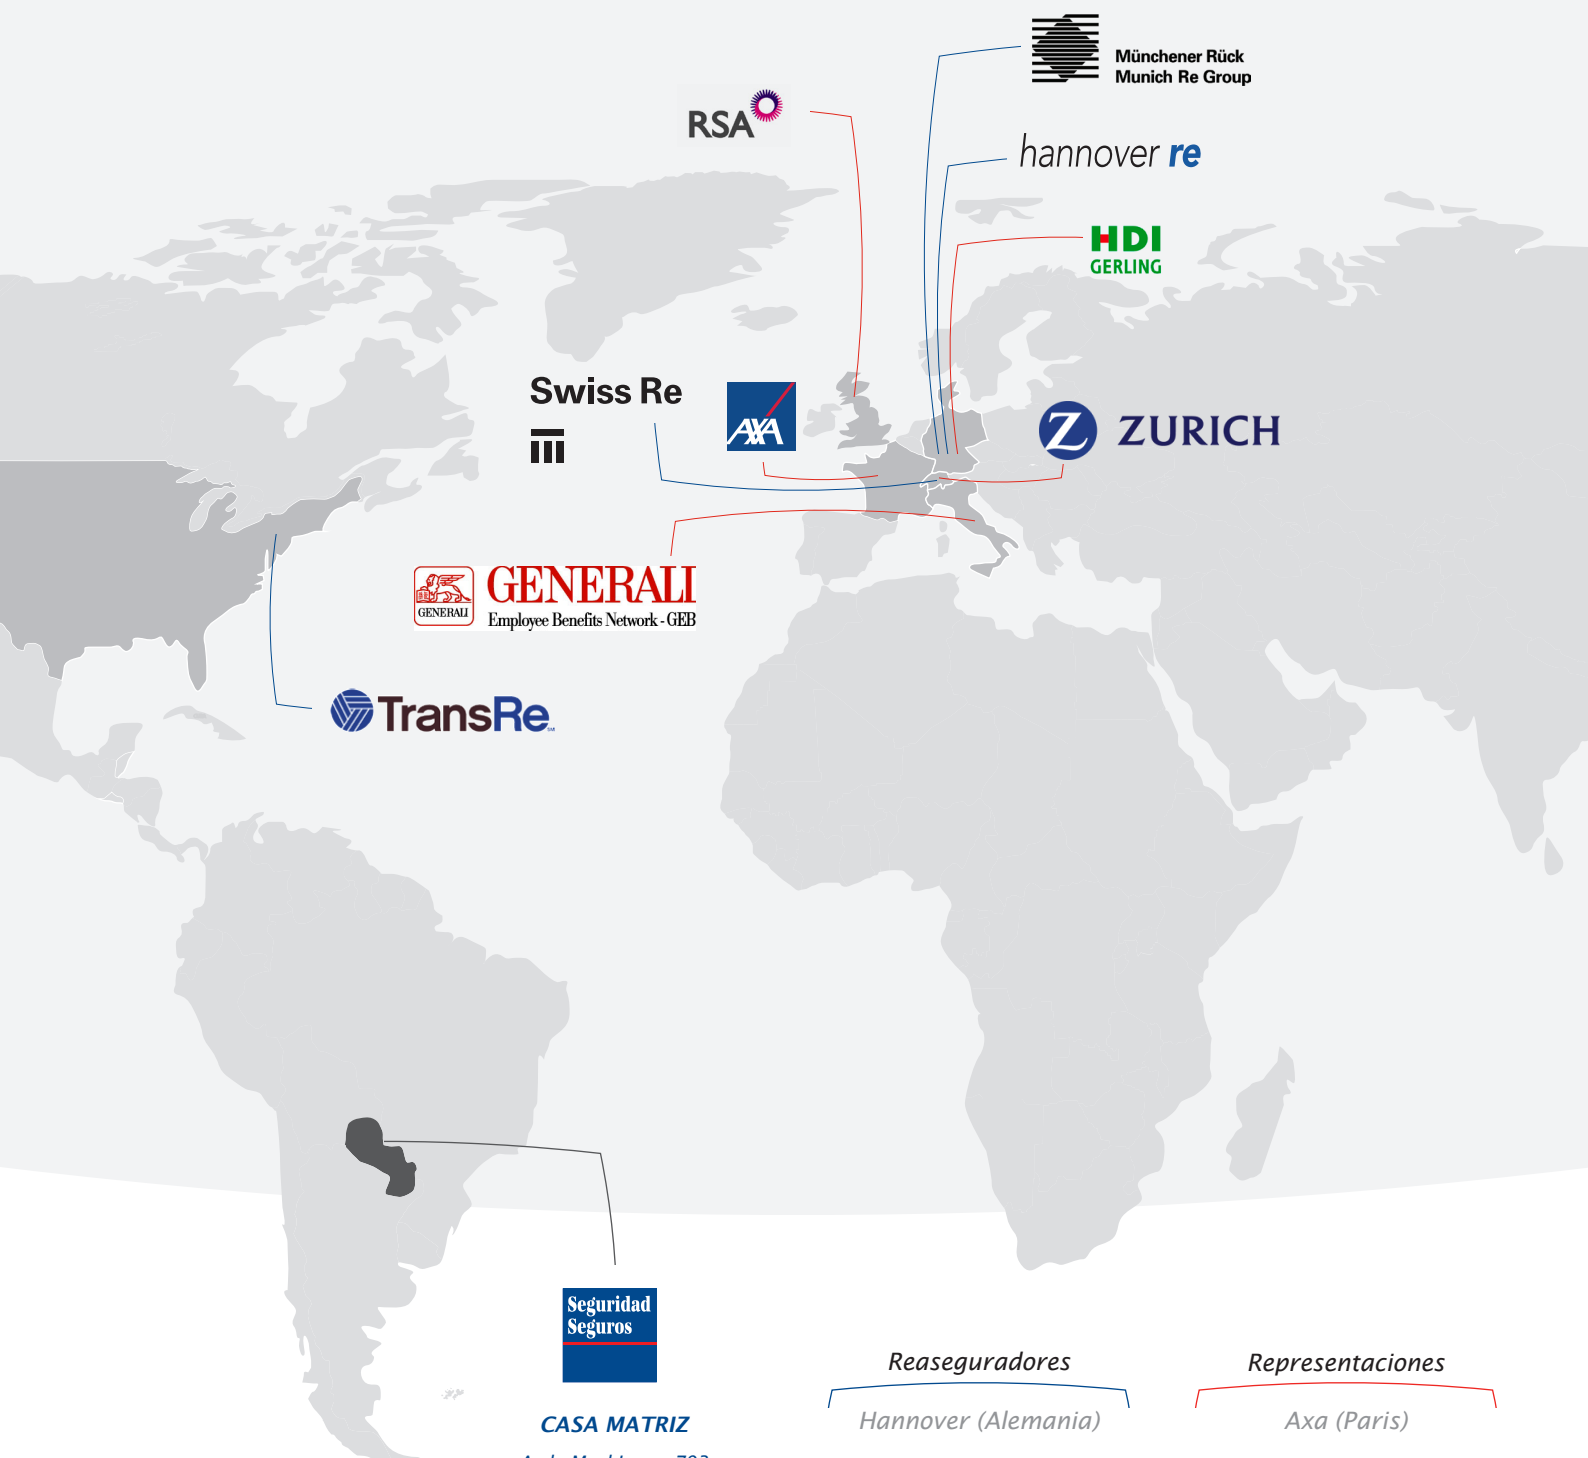 Münchener Rück
Munich Re Group
RSA
hannover re
HDI
GERLING
Swiss Re
AXA
Z ZURICH
GENERALI
GENERALI
Employee Benefits Network - GEB
TransRe
SM
Seguridad
Seguros
CASA MATRIZ
Reaseguradores
Hannover (Alemania)
Representaciones
Axa (Paris)